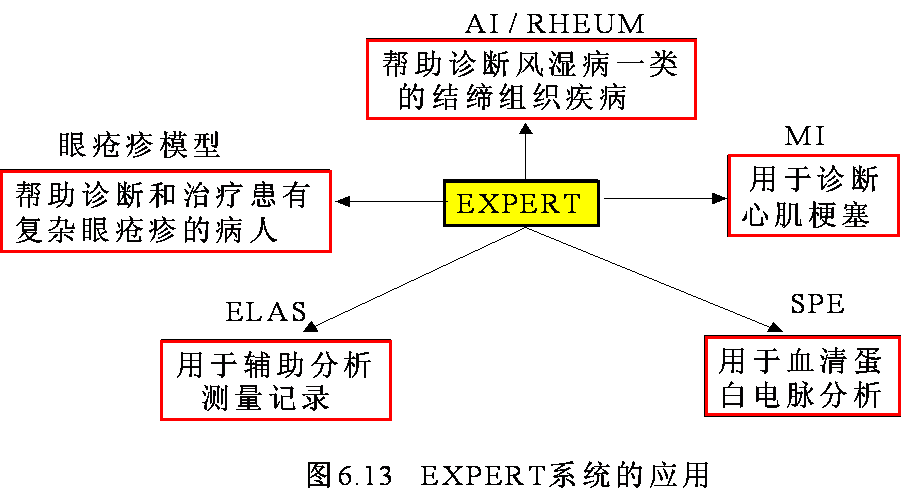 AI / RHEUM
帮助诊断风湿病一类
的结缔组织疾病
眼疮疹模型
帮助诊断和治疗患有
复杂眼疮疹的病人
EXPERT
MI
用于诊断
心肌梗塞
ELAS
用于辅助分析
测量记录
SPE
用于血清蛋
白电脉分析
图6.13 EXPERT系统的应用